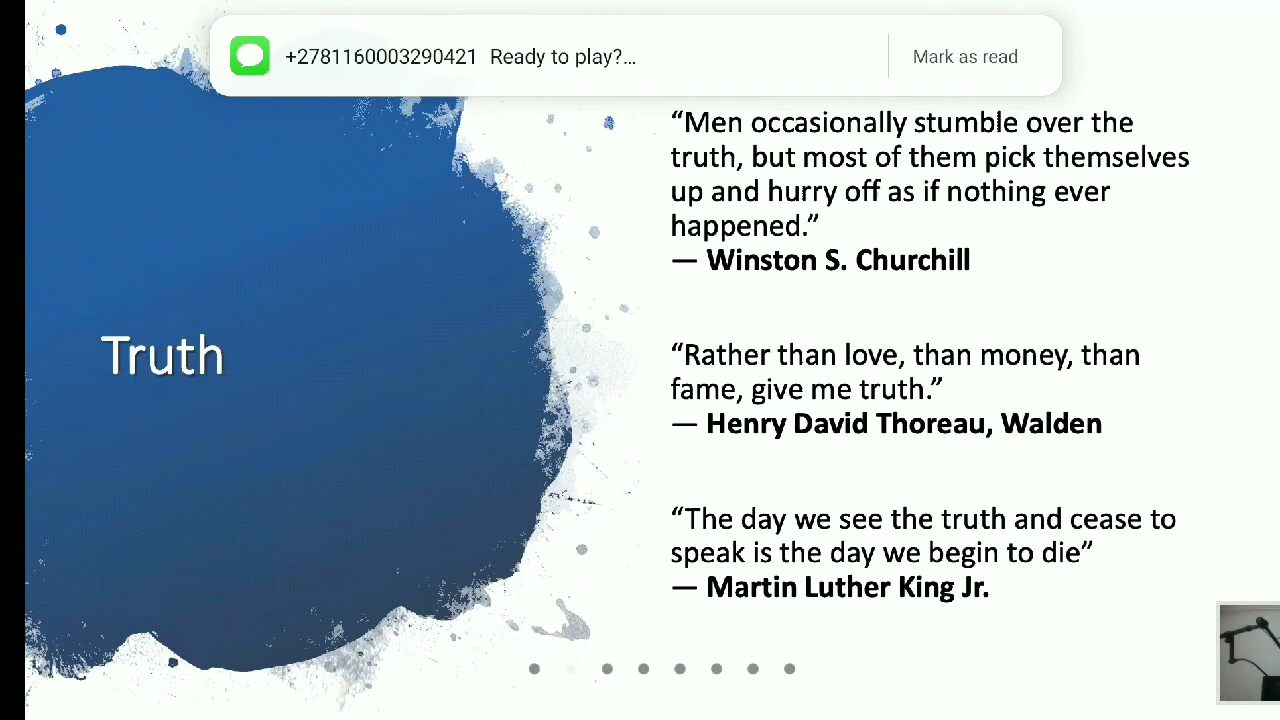 +2781160003290421 Ready to play?...
Mark as read
“Men occasionally stumble over the
truth, but most of them pick themselves
up and hurry off as if nothing ever
happened.”
— Winston S. Churchill
Truth
“Rather than love, than money, than
fame, give me truth.”
— Henry David Thoreau, Walden
“The day we see the truth and cease to
speak is the day we begin to die”
— Martin Luther King Jr.